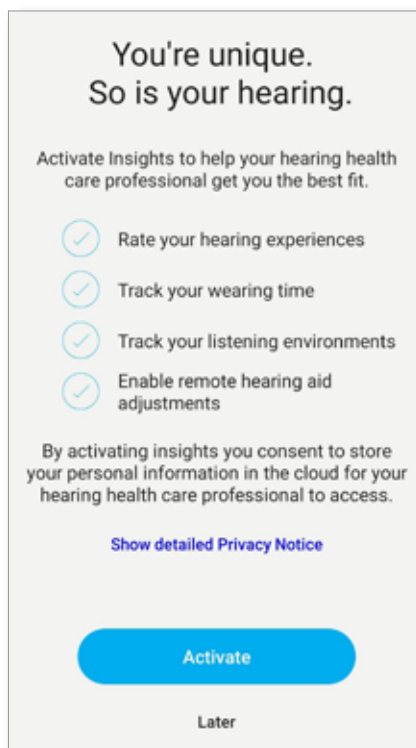 You're unique.
So is your hearing.
Activate Insights to help your hearing health
care professional get you the best fit.
Rate your hearing experiences
Track your wearing time
Track your listening environments
Enable remote hearing aid
adjustments
By activating insights you consent to store
your personal information in the cloud for your
hearing health care professional to access.
Show detailed Privacy Notice
Activate
Later